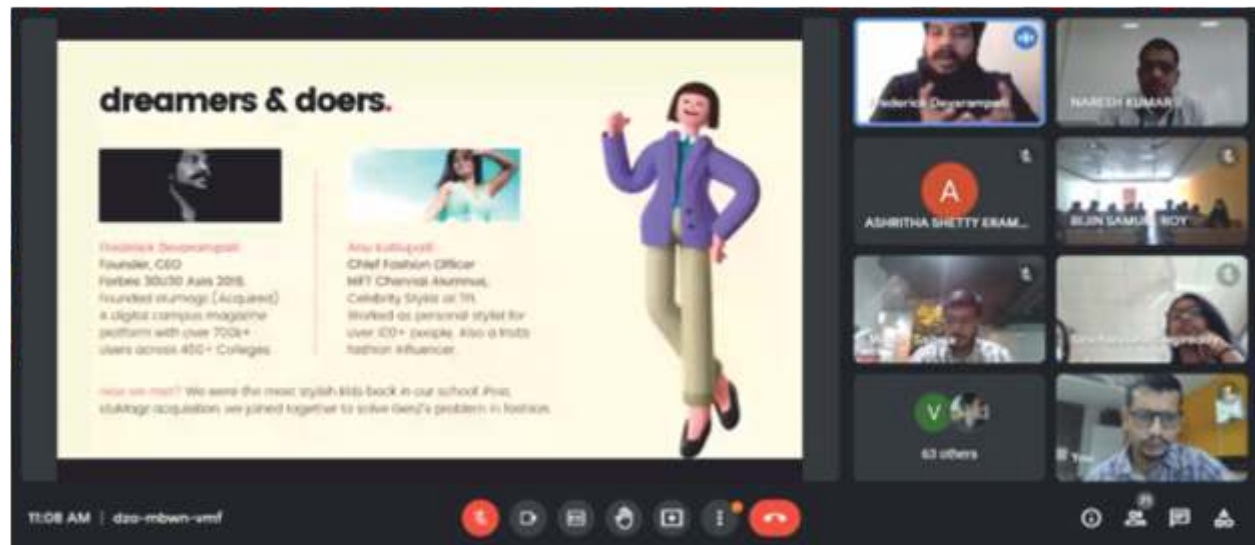 dreamers & doers.
Frederick Devarampati
Founder, CEO
Forbes 30U30 Asia 2019.
Founded stumagz (Acquired)
A digital campus magazine
platform with over 700k+
users across 450+ Colleges
Anu
Chief Fashion Officer
NIFT Chennai Alumnus,
Celebrity Stylist at TFI.
Worked as personal stylist for
over 100+ people. Also a Insta
fashion influencer.
How we met? We were the most stylish kids back in our school. Post
stuMagz acquisition, we joined together to solve GenZ's problem in fashion.
Frederick Devarampati
NARESH KUMAR
A
ASHRITHA SHETTY ERAM...
BIJIN SAMUEL ROY
V
63 others
You
11:08 AM | dzo-mbwn-vmf